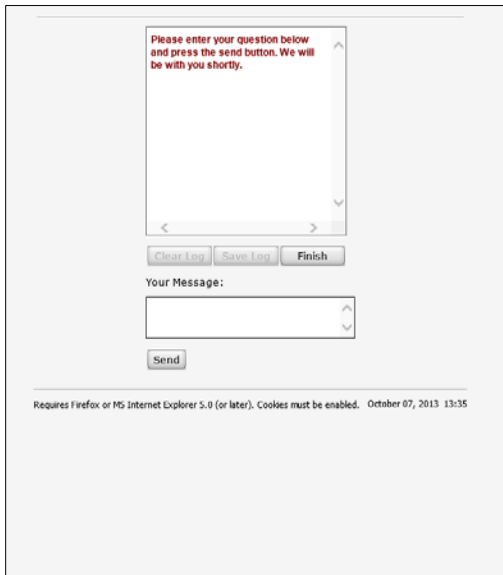 Please enter your question below
and press the send button. We will
be with you shortly.
Clear Log Save Log Finish
Your Message:
Send
Requires Firefox or MS Internet Explorer 5.0 (or later). Cookies must be enabled. October 07, 2013 13:35